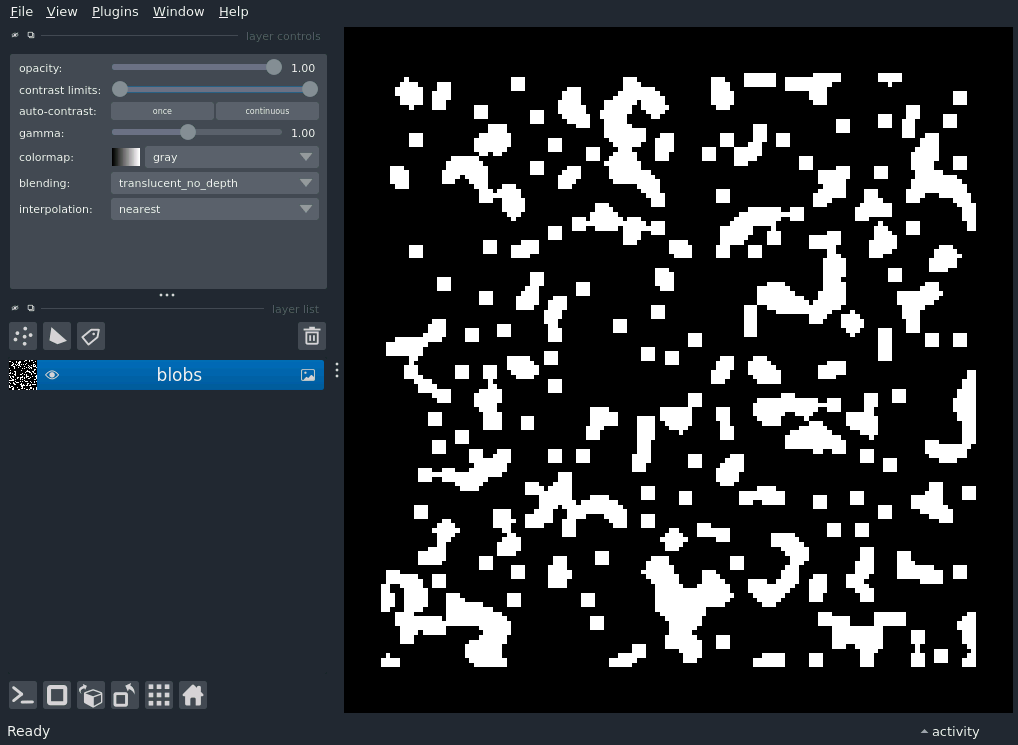 File View Plugins Window Help
layer controls
opacity: 1.00
contrast limits:
auto-contrast: once continuous
gamma: 1.00
colormap: gray
blending: translucent_no_depth
interpolation: nearest
layer list
blobs
Ready activity